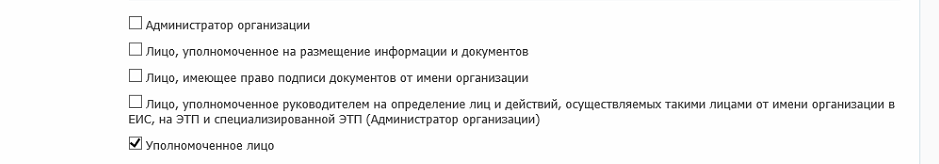 Администратор организации
Лицо, уполномоченное на размещение информации и документов
Лицо, имеющее право подписи документов от имени организации
Лицо, уполномоченное руководителем на определение лиц и действий, осуществляемых такими лицами от имени организации в
ЕИС, на ЭТП и специализированной ЭТП (Администратор организации)
Уполномоченное лицо